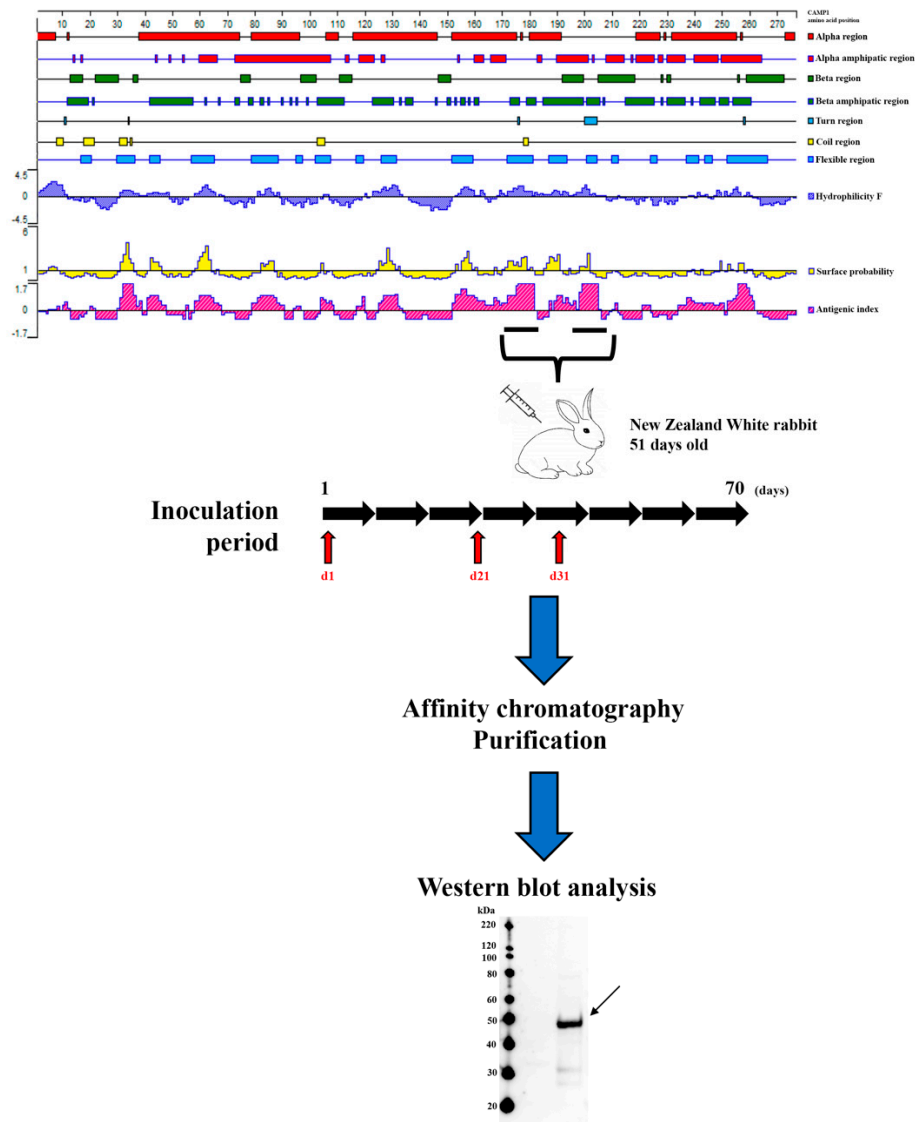 CAMP1
amino acid position
10 20 30 40 50 60 70 80 90 100 110 120 130 140 150 160 170 180 190 200 210 220 230 240 250 260 270
Alpha region
Alpha amphipatic region
Beta region
Beta amphipatic region
Turn region
Coil region
Flexible region
4.5
0
-4.5
Hydrophilicity F
6
1
Surface probability
1.7
0
-1.7
Antigenic index
New Zealand White rabbit
51 days old
1 70 (days)
Inoculation
period
d1 d21 d31
Affinity chromatography
Purification
Western blot analysis
kDa
220
120
100
80
60
50
40
30
20